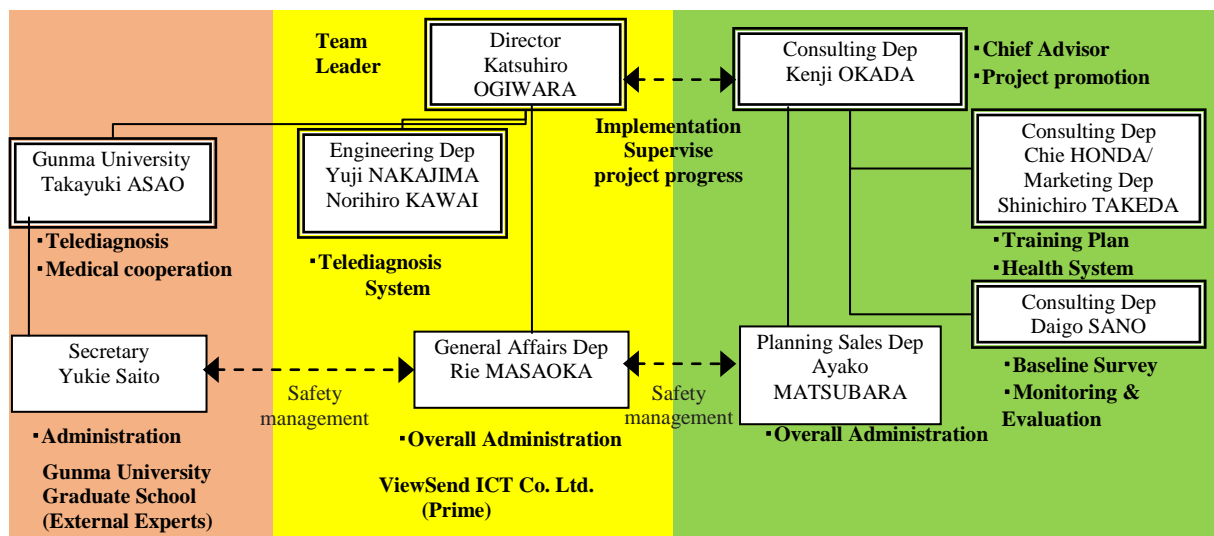 Team
Leader
Director
Katsuhiro
OGIWARA
Consulting Dep
Kenji OKADA
・Chief Advisor
・Project promotion
Implementation
Supervise
project progress
Gunma University
Takayuki ASAO
・Telediagnosis
・Medical cooperation
Engineering Dep
Yuji NAKAJIMA
Norihiro KAWAI
・Telediagnosis
System
Consulting Dep
Chie HONDA/
Marketing Dep
Shinichiro TAKEDA
・Training Plan
・Health System
Consulting Dep
Daigo SANO
・Baseline Survey
・Monitoring &
Evaluation
Secretary
Yukie Saito
・Administration
Safety
management
General Affairs Dep
Rie MASAOKA
・Overall Administration
Safety
management
Planning Sales Dep
Ayako
MATSUBARA
・Overall Administration
Gunma University
Graduate School
(External Experts)
ViewSend ICT Co. Ltd.
(Prime)